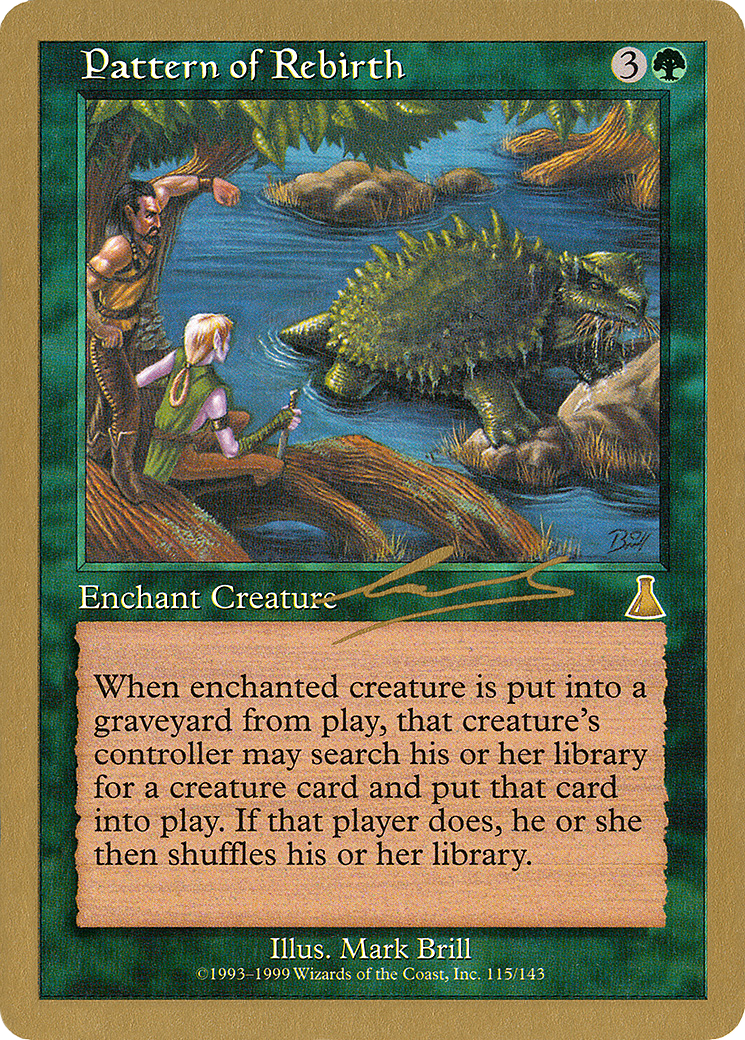 Pattern of Rebirth 3
Brill
Enchant Creature
When enchanted creature is put into a
graveyard from play, that creature's
controller may search his or her library
for a creature card and put that card
into play. If that player does, he or she
then shuffles his or her library.
Illus. Mark Brill
©1993–1999 Wizards of the Coast, Inc. 115/143